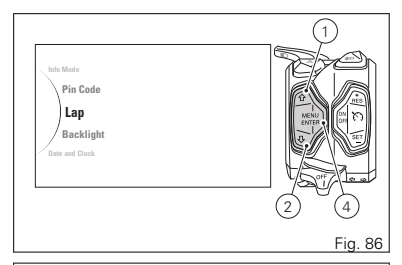 Info Mode
Pin Code
Lap
Backlight
Date and Clock
1
MENU
ENTER
RES
ON
OFF
SET
OFF
2
4
Fig. 86